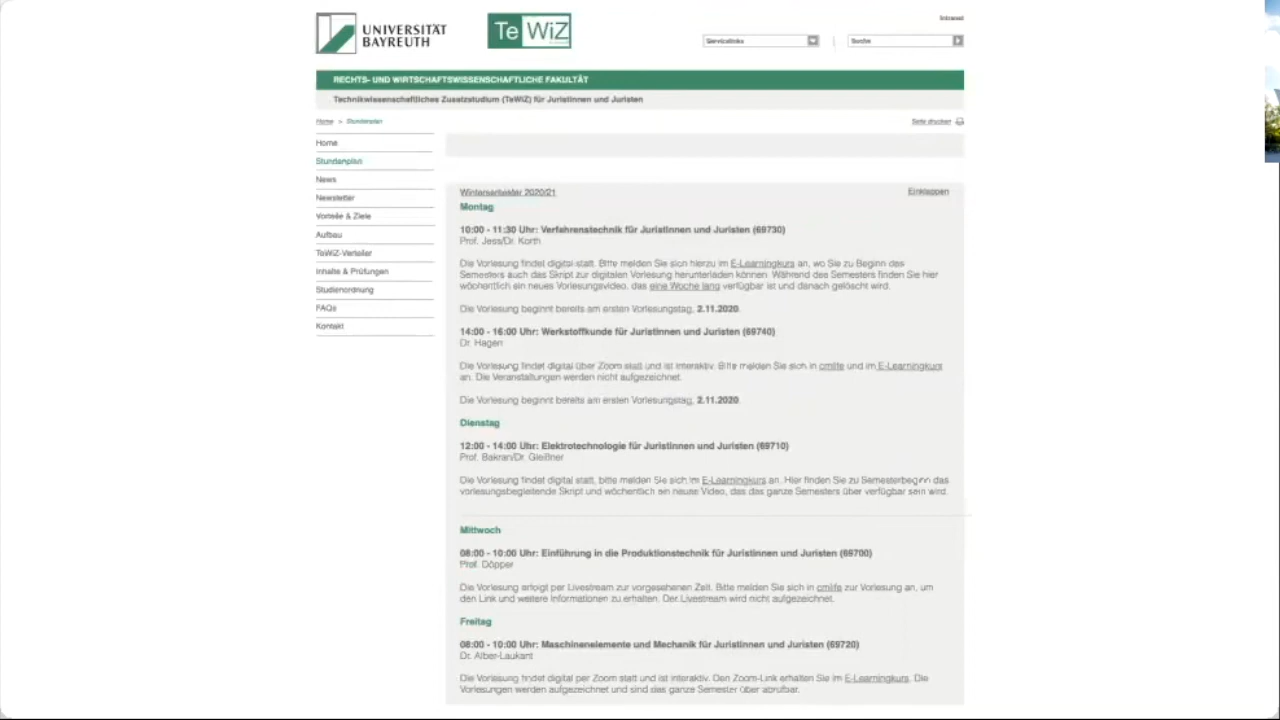 UNIVERSITÄT
BAYREUTH
TeWiZ
Intranet
Servicelinks
Suche
RECHTS- UND WIRTSCHAFTSWISSENSCHAFTLICHE FAKULTÄT
Technikwissenschaftliches Zusatzstudium (TeWiZ) für Juristinnen und Juristen
Home > Stundenplan
Seite drucken
Home
Stundenplan
News
Newsletter
Vorteile & Ziele
Aufbau
TeWiZ-Verteiler
Inhalte & Prüfungen
Studienordnung
FAQs
Kontakt
Wintersemester 2020/21
Einklappen
Montag
10:00 - 11:30 Uhr: Verfahrenstechnik für Juristinnen und Juristen (69730)
Prof. Jess/Dr. Korth
Die Vorlesung findet digital statt. Bitte melden Sie sich hierzu im E-Learningkurs an, wo Sie zu Beginn des
Semesters auch das Skript zur digitalen Vorlesung herunterladen können. Während des Semesters finden Sie hier
wöchentlich ein neues Vorlesungsvideo, das eine Woche lang verfügbar ist und danach gelöscht wird.
Die Vorlesung beginnt bereits am ersten Vorlesungstag, 2.11.2020.
14:00 - 16:00 Uhr: Werkstoffkunde für Juristinnen und Juristen (69740)
Dr. Hagen
Die Vorlesung findet digital über Zoom statt und ist interaktiv. Bitte melden Sie sich in cmlife und im E-Learningkurs
an. Die Veranstaltungen werden nicht aufgezeichnet.
Die Vorlesung beginnt bereits am ersten Vorlesungstag, 2.11.2020.
Dienstag
12:00 - 14:00 Uhr: Elektrotechnologie für Juristinnen und Juristen (69710)
Prof. Bakran/Dr. Gleißner
Die Vorlesung findet digital statt, bitte melden Sie sich im E-Learningkurs an. Hier finden Sie zu Semesterbeginn das
vorlesungsbegleitende Skript und wöchentlich ein neues Video, das das ganze Semesters über verfügbar sein wird.
Mittwoch
08:00 - 10:00 Uhr: Einführung in die Produktionstechnik für Juristinnen und Juristen (69700)
Prof. Döpper
Die Vorlesung erfolgt per Livestream zur vorgesehenen Zeit. Bitte melden Sie sich in cmlife zur Vorlesung an, um
den Link und weitere Informationen zu erhalten. Der Livestream wird nicht aufgezeichnet.
Freitag
08:00 - 10:00 Uhr: Maschinenelemente und Mechanik für Juristinnen und Juristen (69720)
Dr. Alber-Laukant
Die Vorlesung findet digital per Zoom statt und ist interaktiv. Den Zoom-Link erhalten Sie im E-Learningkurs. Die
Vorlesungen werden aufgezeichnet und sind das ganze Semester über abrufbar.